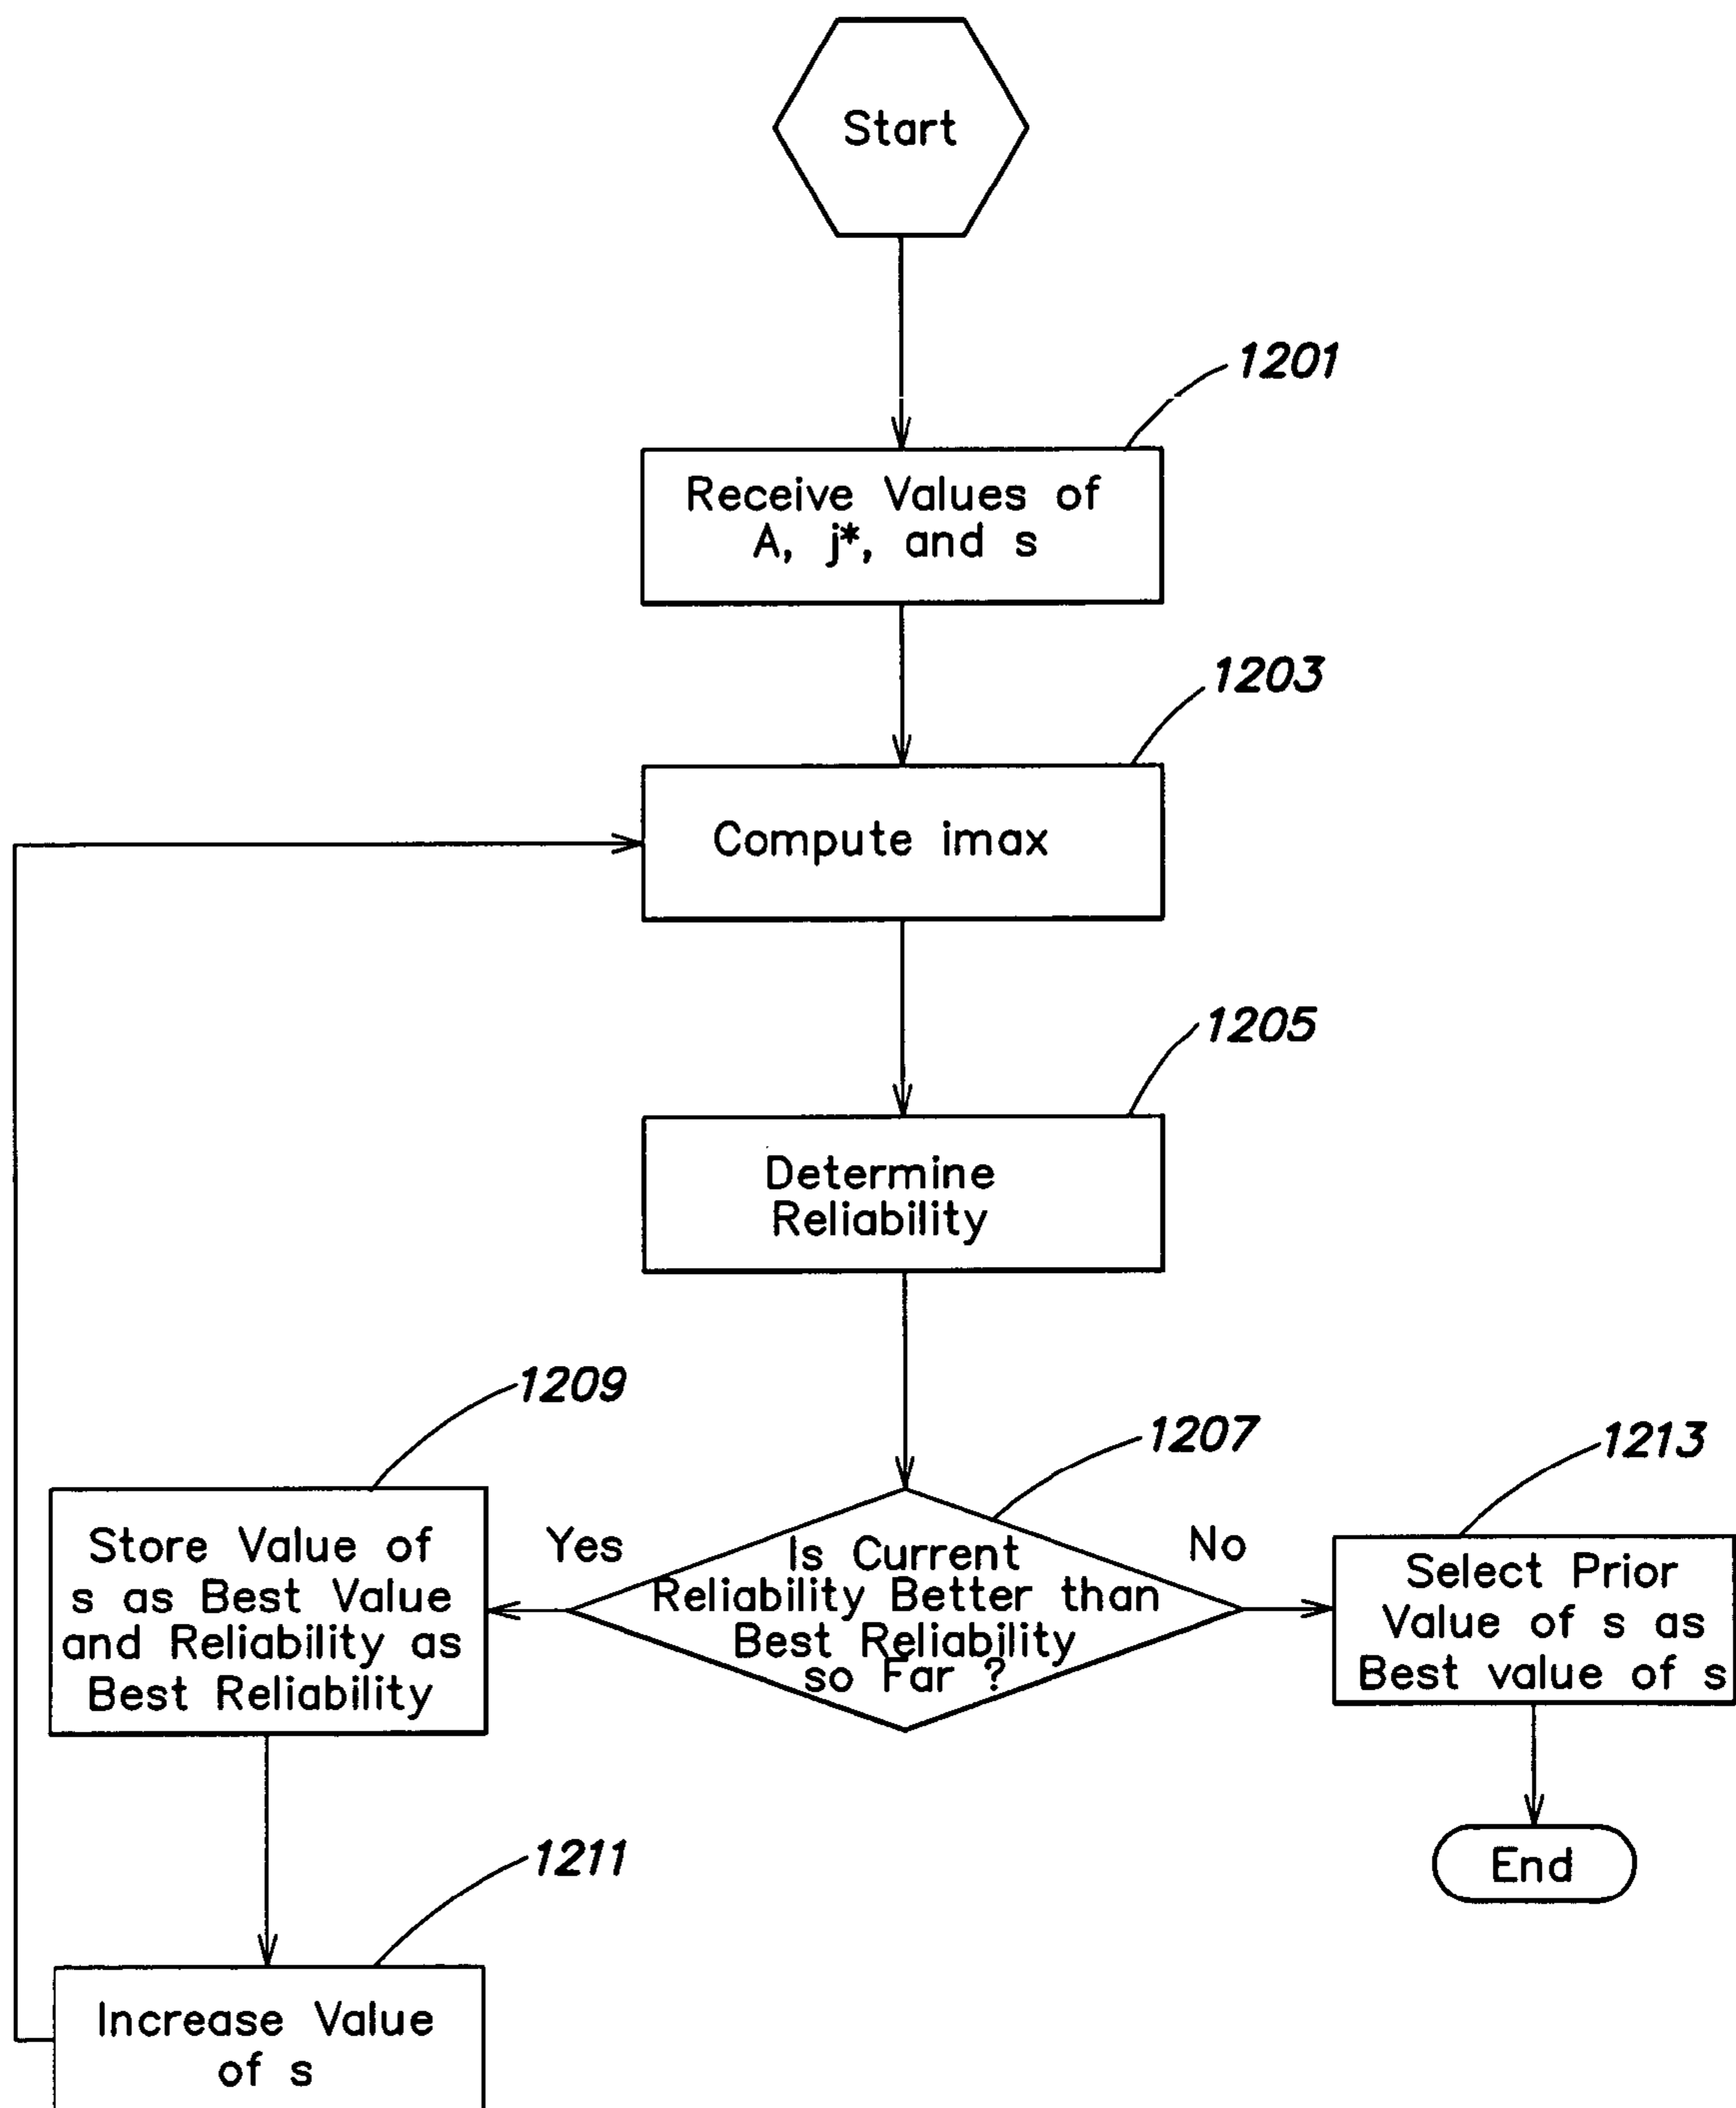 Start
1201
Receive Values of
A, j*, and s
1203
Compute imax
1205
Determine
Reliability
1209
1207
1213
Store Value of
s as Best Value
and Reliability as
Best Reliability
Yes
Is Current
Reliability Better than
Best Reliability
so Far ?
No
Select Prior
Value of s as
Best value of s
1211
End
Increase Value
of s